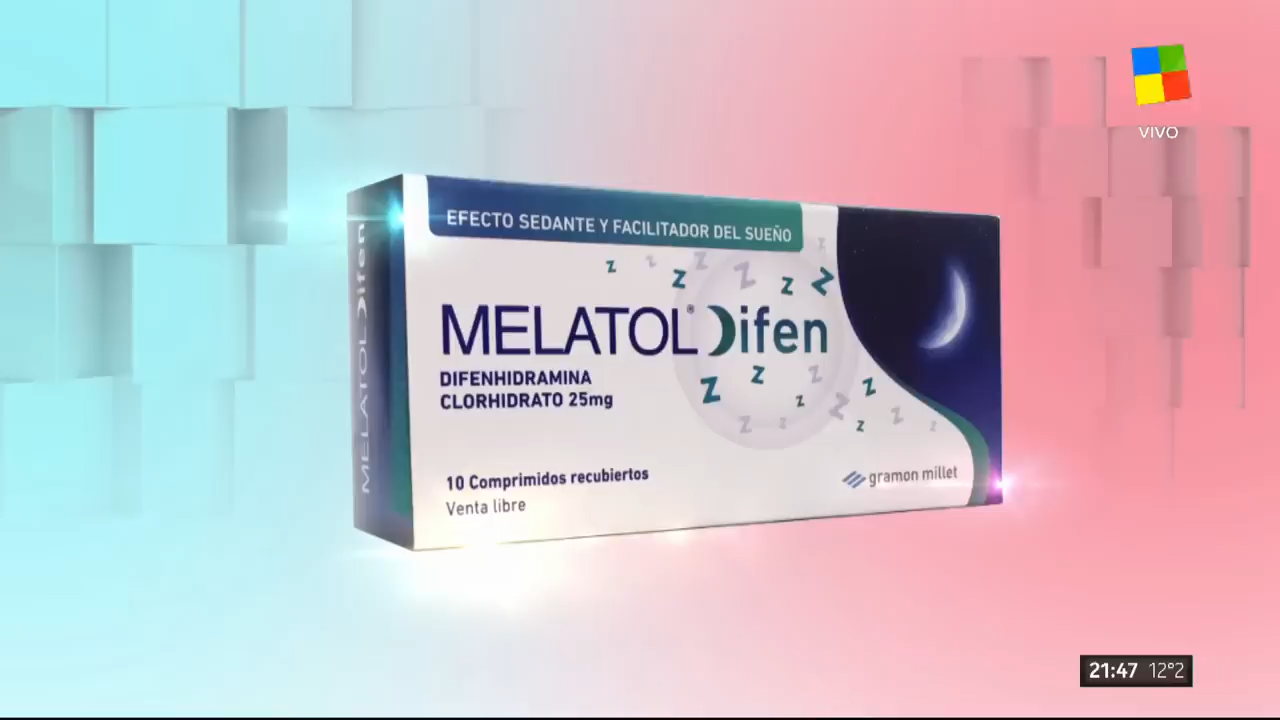 VIVO
EFECTO SEDANTE Y FACILITADOR DEL SUEÑO
MELATOL® Difen
DIFENHIDRAMINA
CLORHIDRATO 25mg
10 Comprimidos recubiertos
Venta libre
gramon millet
MELATOL Difen
21:47 12°2